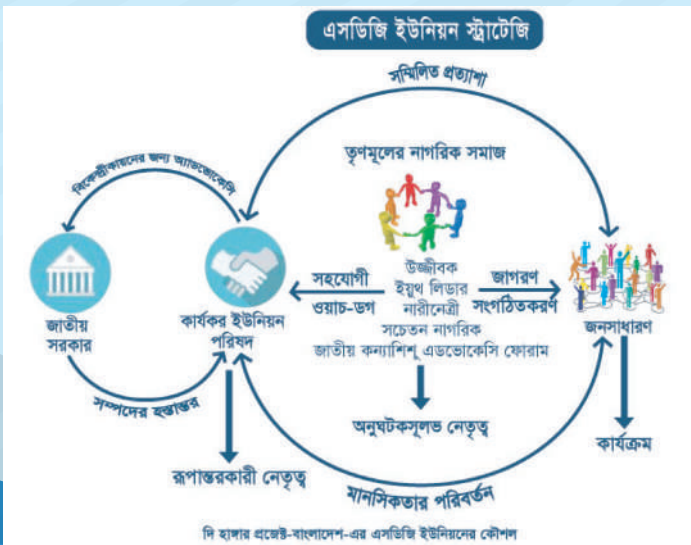 এসডিজি ইউনিয়ন স্ট্রাটেজি
সম্মিলিত প্রত্যাশা
তৃণমূলের নাগরিক সমাজ
বিকেন্দ্রীকায়নের জন্য অ্যাডভোকেসি
সহযোগী
ওয়াচ-ডগ
উজ্জীবক
ইয়ুথ লিডার
নারীনেত্রী
সচেতন নাগরিক
জাতীয় কন্যাশিশু এডভোকেসি ফোরাম
জাগরণ
সংগঠিতকরণ
জাতীয়
সরকার
কার্যকর ইউনিয়ন
পরিষদ
জনসাধারণ
সম্পদের হস্তান্তর
অনুঘটকসূলভ নেতৃত্ব
কার্যক্রম
রূপান্তরকারী নেতৃত্ব
মানসিকতার পরিবর্তন
দি হাঙ্গার প্রজেক্ট-বাংলাদেশ-এর এসডিজি ইউনিয়নের কৌশল